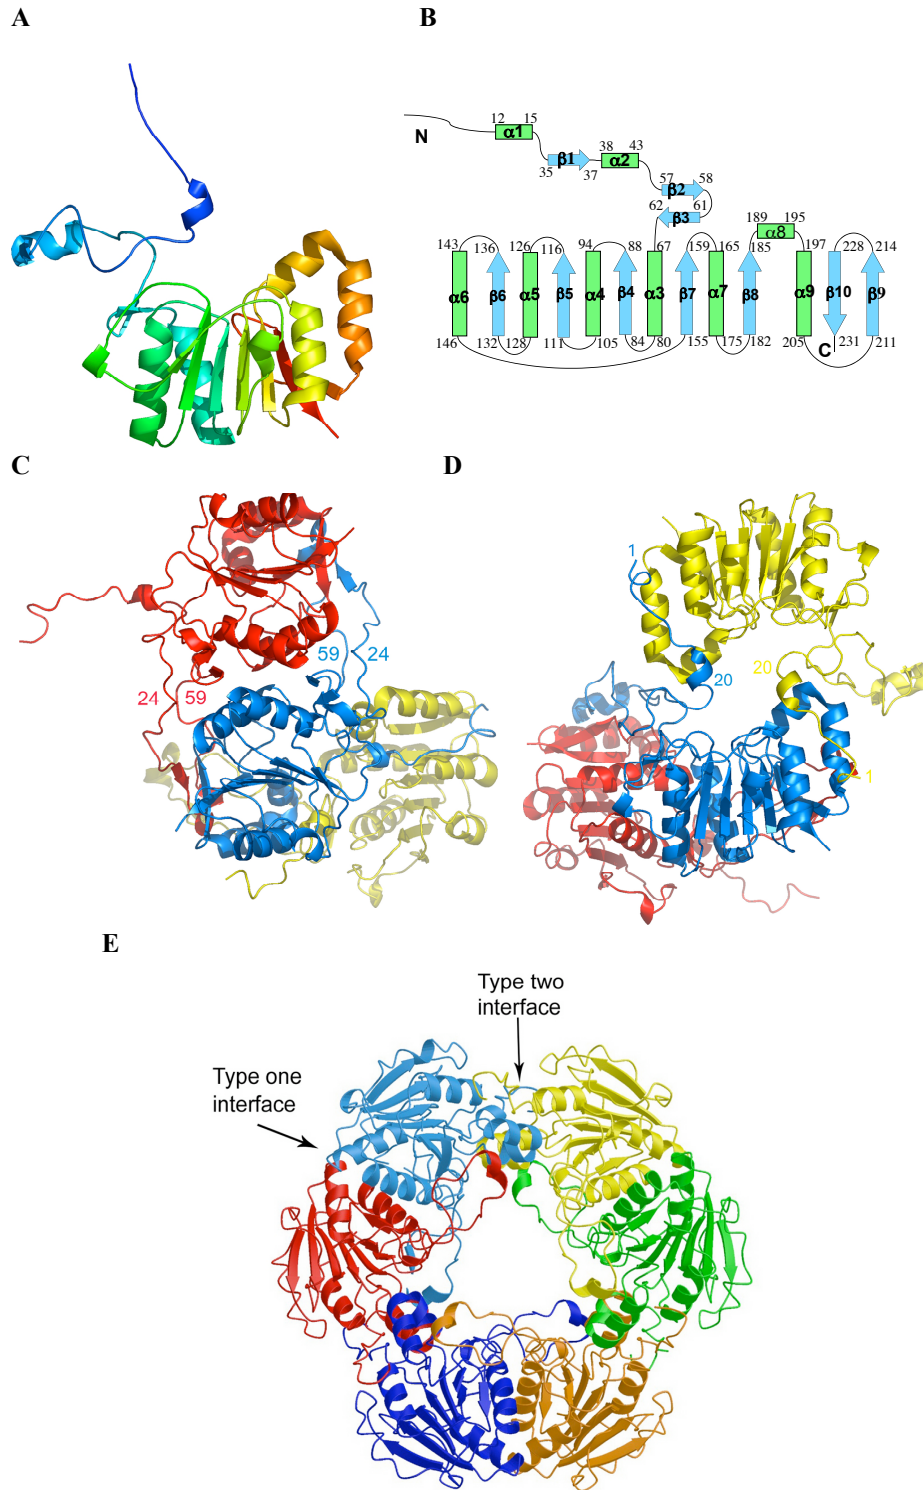 A
B
N
12 15
α1
38 43
β1
α2
35 37
57 58
β2
62 61
β3
189 195
α8
143 136 126 116 94 88 67 159 165 185 197 228 214
α6 β6 α5 β5 α4 β4 α3 β7 α7 β8 α9 β10 β9
146 132 128 111 105 84 80 155 175 182 205 231 211
C
C
D
59 24
24 59
1
20 20
1
E
Type two
interface
Type one
interface